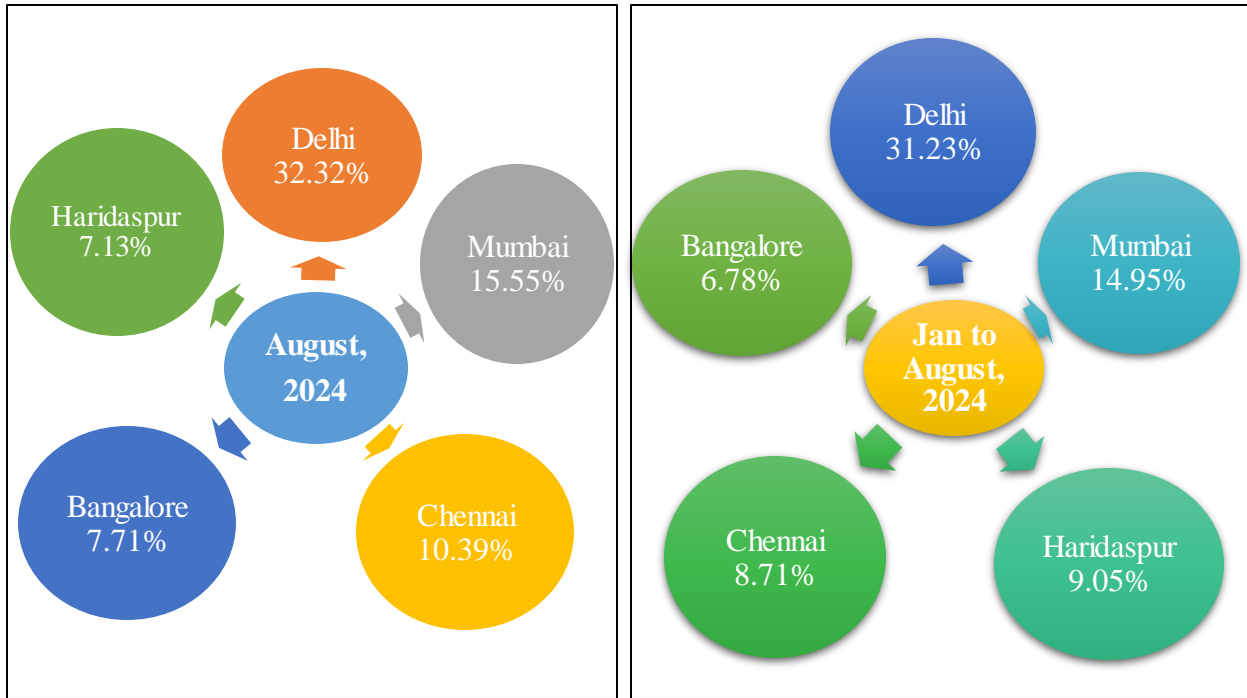 Delhi
32.32%
Mumbai
15.55%
Chennai
10.39%
Bangalore
7.71%
Haridaspur
7.13%
August,
2024
Delhi
31.23%
Mumbai
14.95%
Haridaspur
9.05%
Chennai
8.71%
Bangalore
6.78%
Jan to
August,
2024